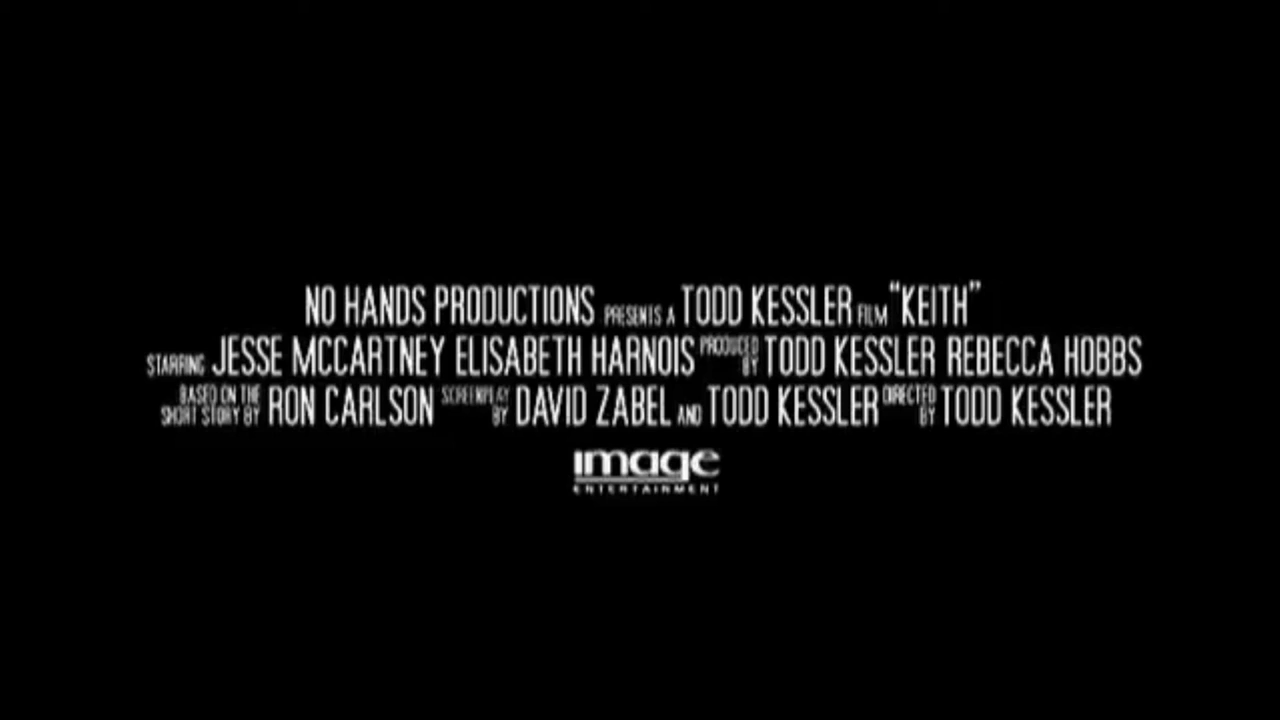 NO HANDS PRODUCTIONS PRESENTS A TODD KESSLER FILM "KEITH"
STARRING JESSE MCCARTNEY ELISABETH HARNOIS PRODUCED BY TODD KESSLER REBECCA HOBBS
BASED ON THE SHORT STORY BY RON CARLSON SCREENPLAY BY DAVID ZABEL AND TODD KESSLER DIRECTED BY TODD KESSLER
image
ENTERTAINMENT